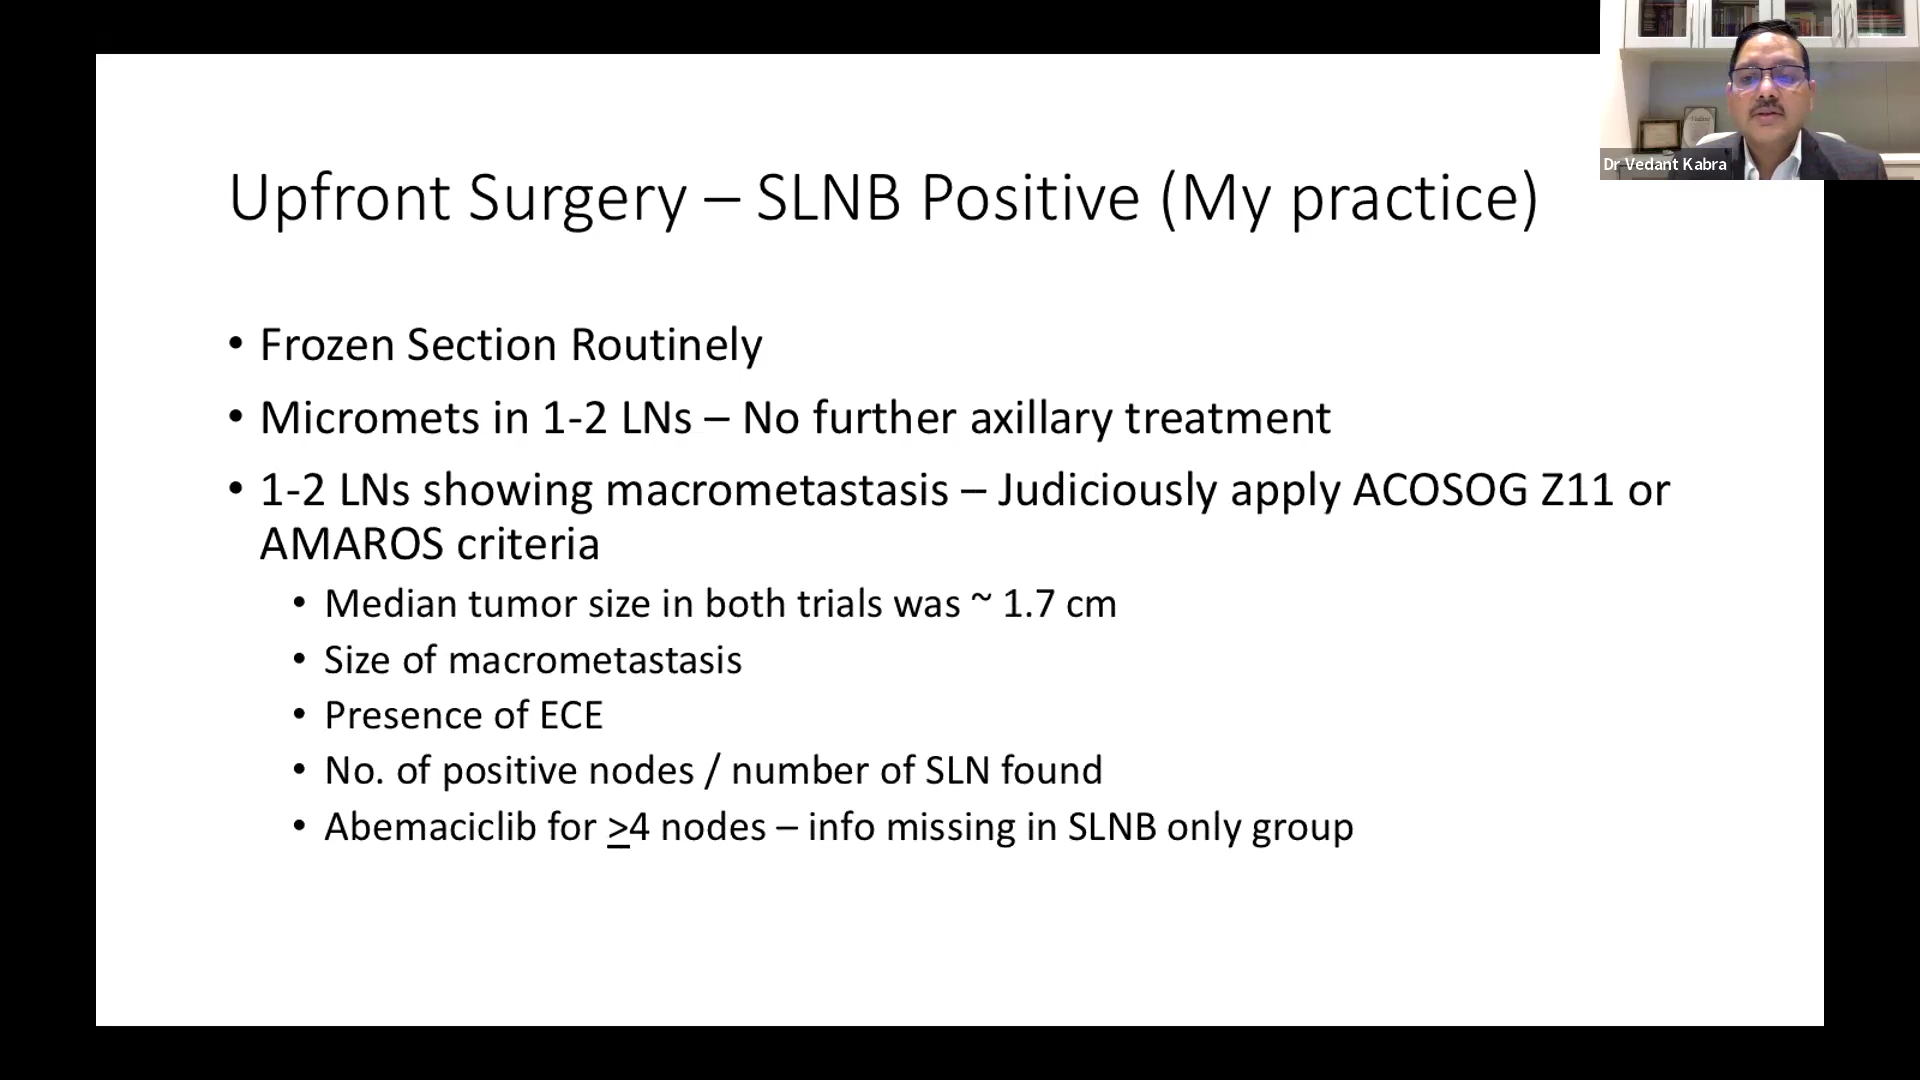 Dr Vedant Kabra
Upfront Surgery – SLNB Positive (My practice)
• Frozen Section Routinely
• Micromets in 1-2 LNs – No further axillary treatment
• 1-2 LNs showing macrometastasis – Judiciously apply ACOSOG Z11 or
AMAROS criteria
• Median tumor size in both trials was ~ 1.7 cm
• Size of macrometastasis
• Presence of ECE
• No. of positive nodes / number of SLN found
• Abemaciclib for >4 nodes – info missing in SLNB only group